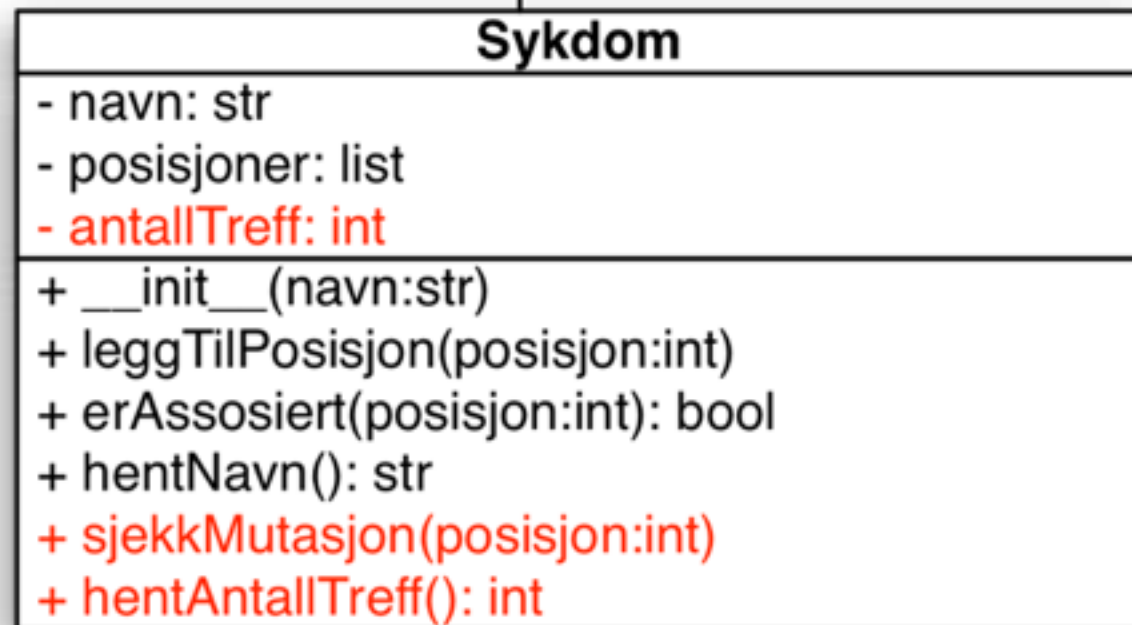 Sykdom
- navn: str
- posisjoner: list
- antallTreff: int
+ __init__(navn:str)
+ leggTilPosisjon(posisjon:int)
+ erAssosiert(posisjon:int): bool
+ hentNavn(): str
+ sjekkMutasjon(posisjon:int)
+ hentAntallTreff(): int